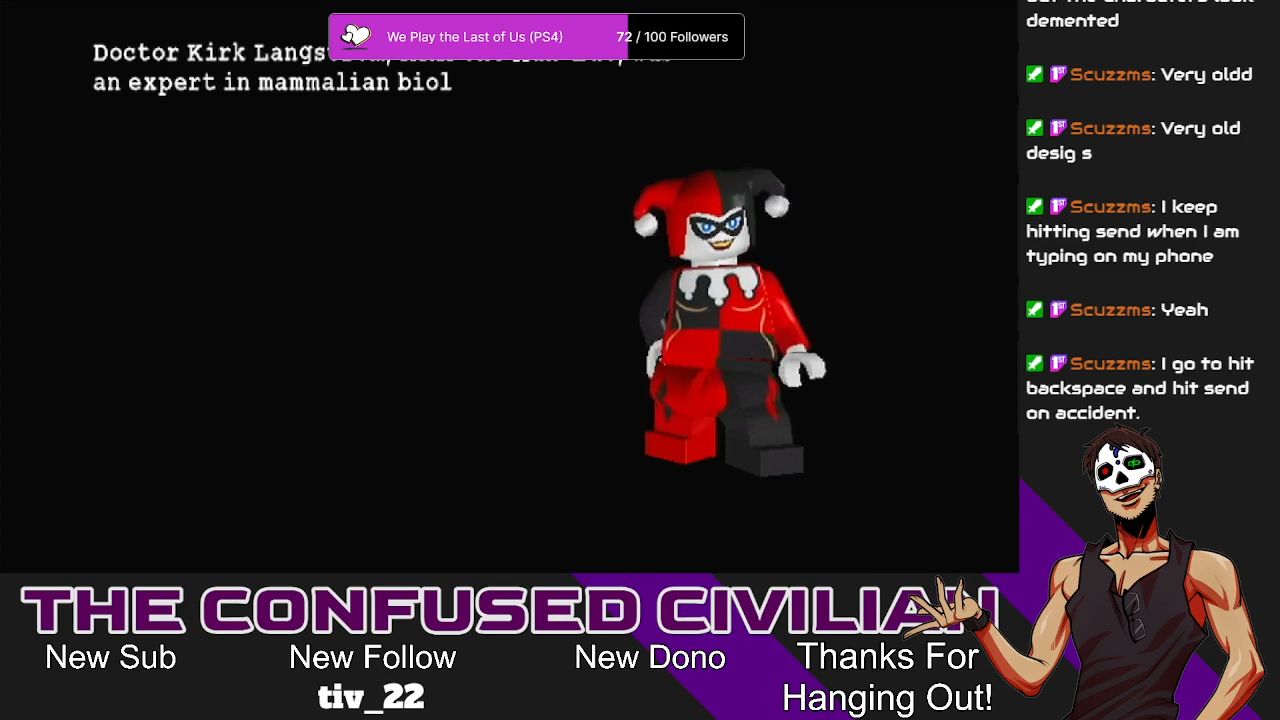 We Play the Last of Us (PS4) 72 / 100 Followers
Doctor Kirk
an expert in mammalian biol
demented
Scuzzms: Very oldd
Scuzzms: Very old
desig s
Scuzzms: I keep
hitting send when I am
typing on my phone
Scuzzms: Yeah
Scuzzms: I go to hit
backspace and hit send
on accident.
THE CONFUSED CIVILIAN
New Sub
New Follow
New Dono
Thanks For
Hanging Out!
tiv_22